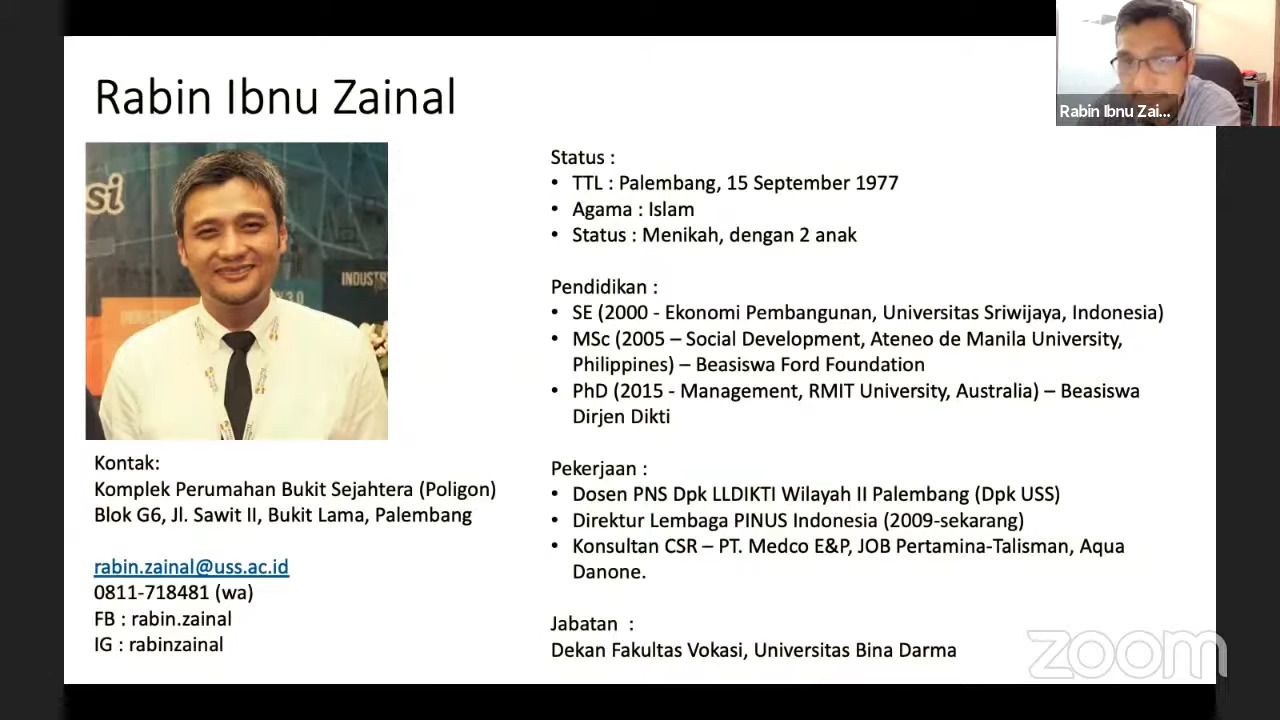 Rabin Ibnu Zai...
Rabin Ibnu Zainal
si
INDUST
3.0
Kontak:
Komplek Perumahan Bukit Sejahtera (Poligon)
Blok G6, Jl. Sawit II, Bukit Lama, Palembang
rabin.zainal@uss.ac.id
0811-718481 (wa)
FB : rabin.zainal
IG : rabinzainal
Status :
• TTL : Palembang, 15 September 1977
• Agama : Islam
• Status : Menikah, dengan 2 anak
Pendidikan :
• SE (2000 - Ekonomi Pembangunan, Universitas Sriwijaya, Indonesia)
• MSc (2005 – Social Development, Ateneo de Manila University,
Philippines) – Beasiswa Ford Foundation
• PhD (2015 - Management, RMIT University, Australia) – Beasiswa
Dirjen Dikti
Pekerjaan :
• Dosen PNS Dpk LLDIKTI Wilayah II Palembang (Dpk USS)
• Direktur Lembaga PINUS Indonesia (2009-sekarang)
• Konsultan CSR – PT. Medco E&P, JOB Pertamina-Talisman, Aqua
Danone.
Jabatan :
Dekan Fakultas Vokasi, Universitas Bina Darma
zoom